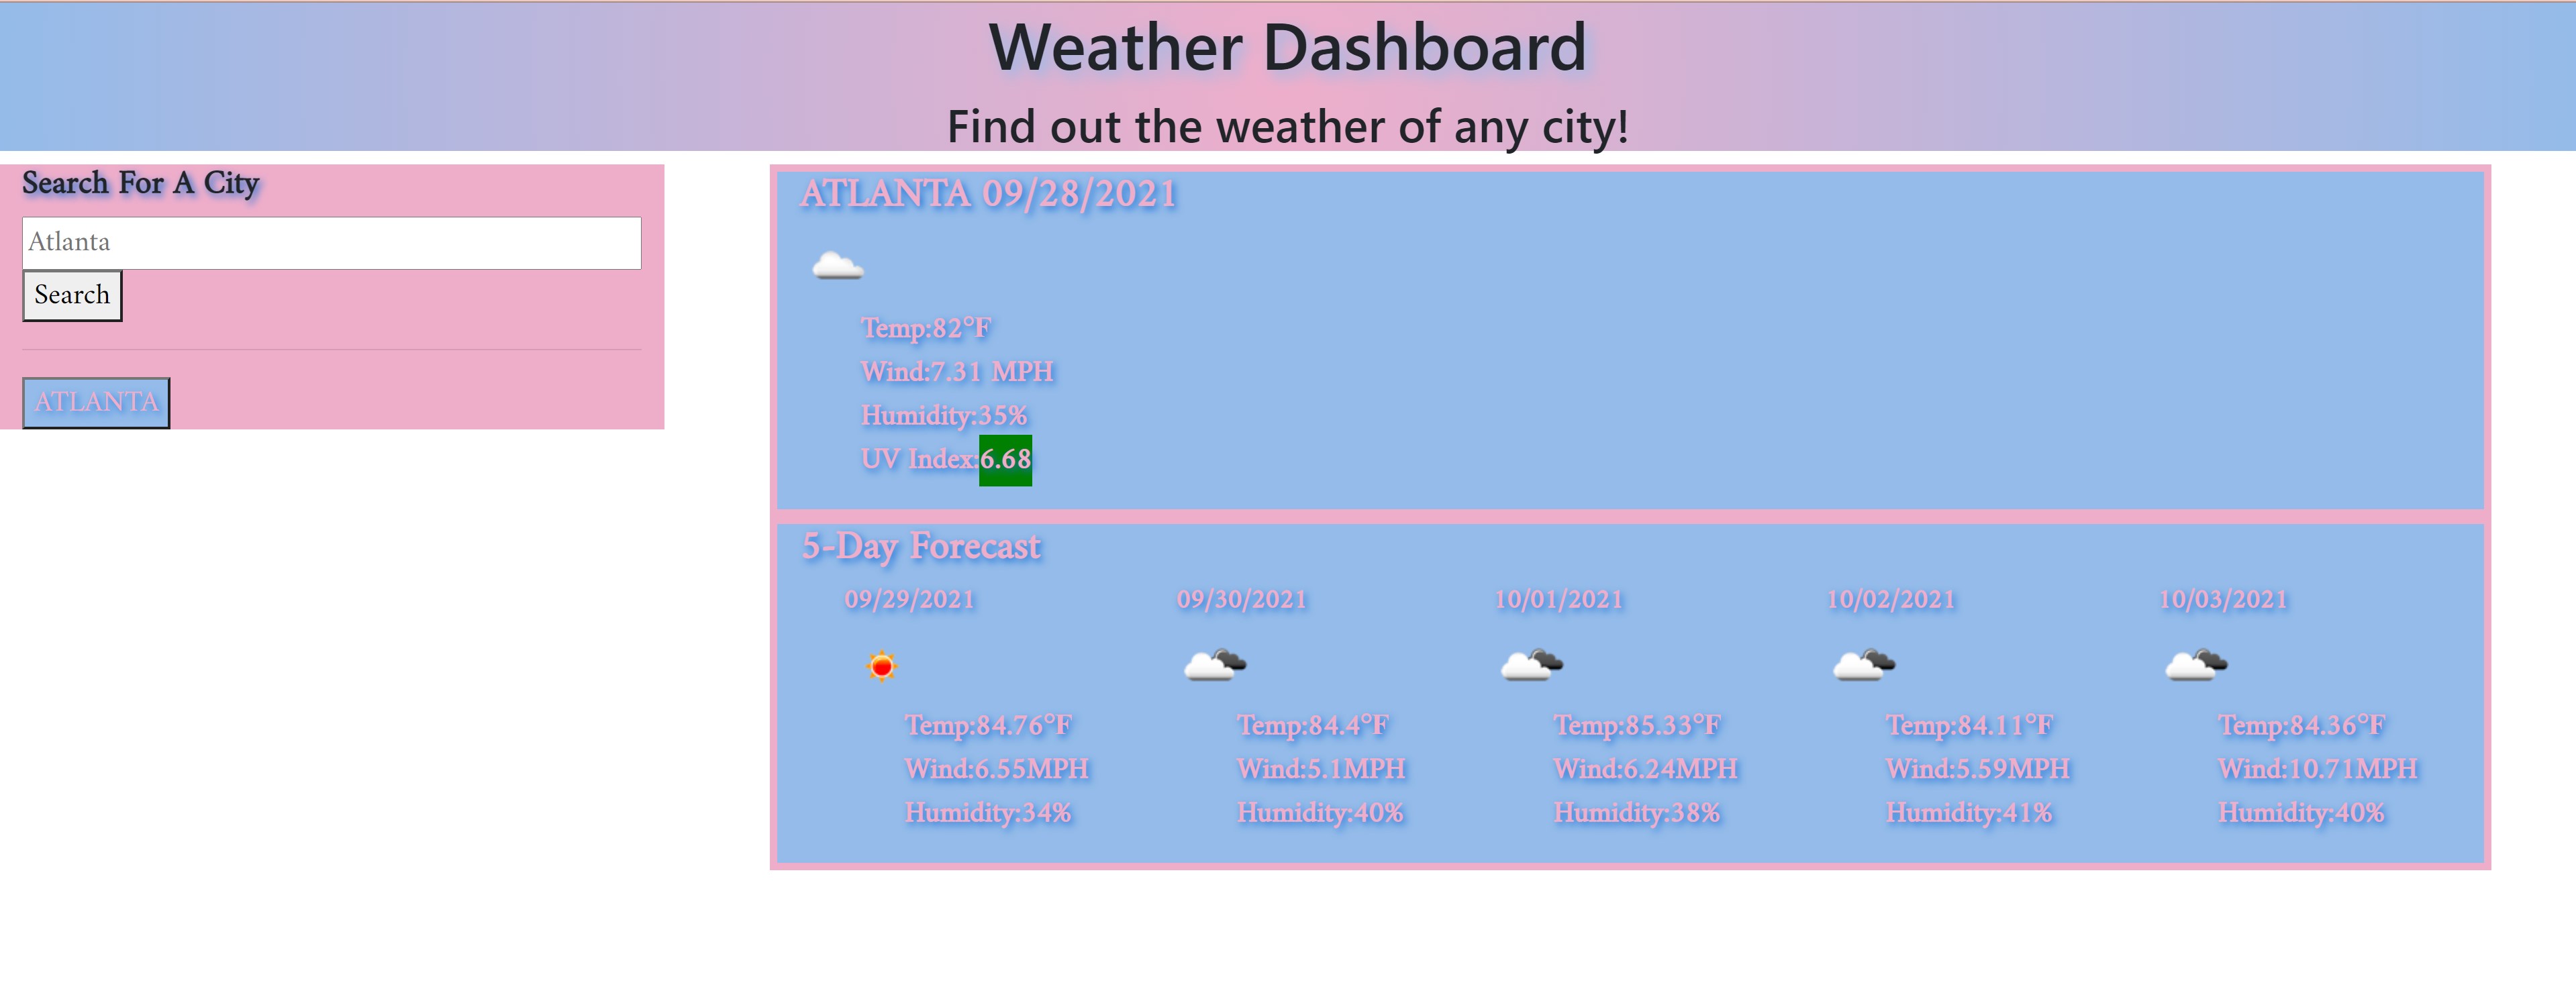 Weather Dashboard
Find out the weather of any city!
Search For A City
Atlanta
Search
ATLANTA
ATLANTA 09/28/2021
Temp:82°F
Wind:7.31 MPH
Humidity:35%
UV Index:6.68
5-Day Forecast
09/29/2021
Temp:84.76°F
Wind:6.55MPH
Humidity:34%
09/30/2021
Temp:84.4°F
Wind:5.1MPH
Humidity:40%
10/01/2021
Temp:85.33°F
Wind:6.24MPH
Humidity:38%
10/02/2021
Temp:84.11°F
Wind:5.59MPH
Humidity:41%
10/03/2021
Temp:84.36°F
Wind:10.71MPH
Humidity:40%